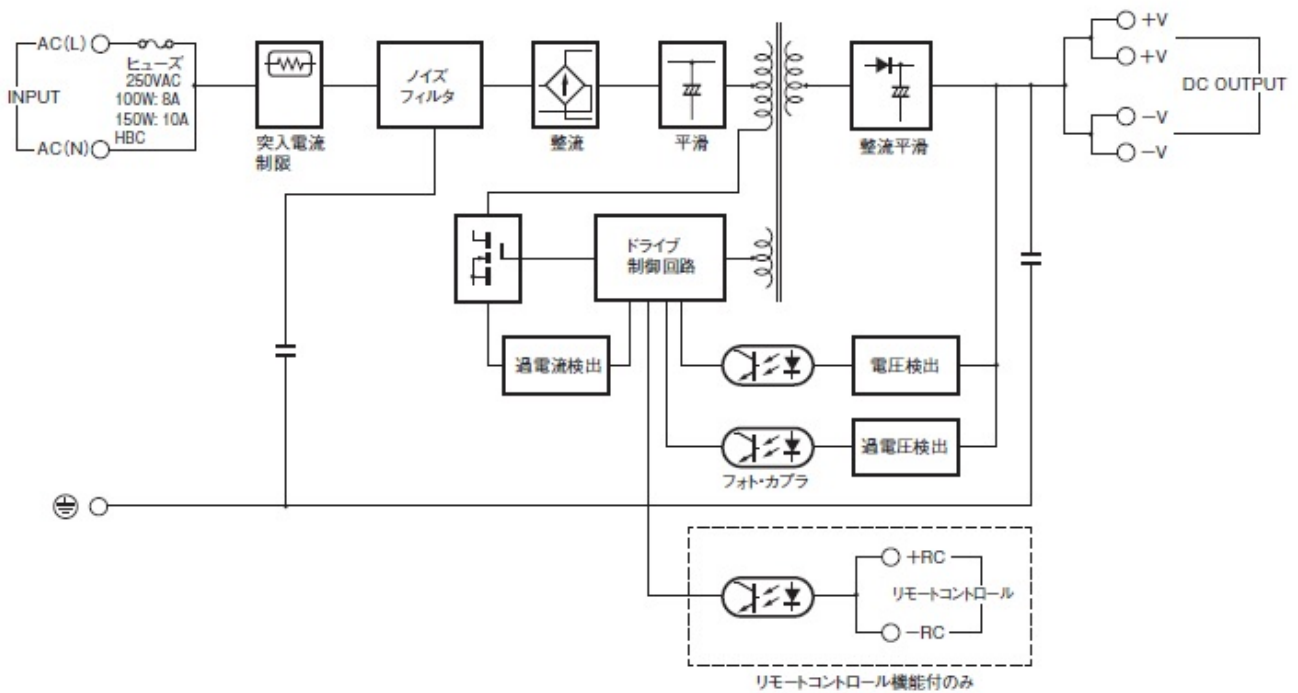 AC(L)
INPUT
AC(N)
ヒューズ
250VAC
100W: 8A
150W: 10A
HBC
突入電流
制限
ノイズ
フィルタ
整流
平滑
整流平滑
+V
+V
DC OUTPUT
−V
−V
ドライブ
制御回路
過電流検出
電圧検出
過電圧検出
フォト・カプラ
+RC
リモートコントロール
−RC
リモートコントロール機能付のみ